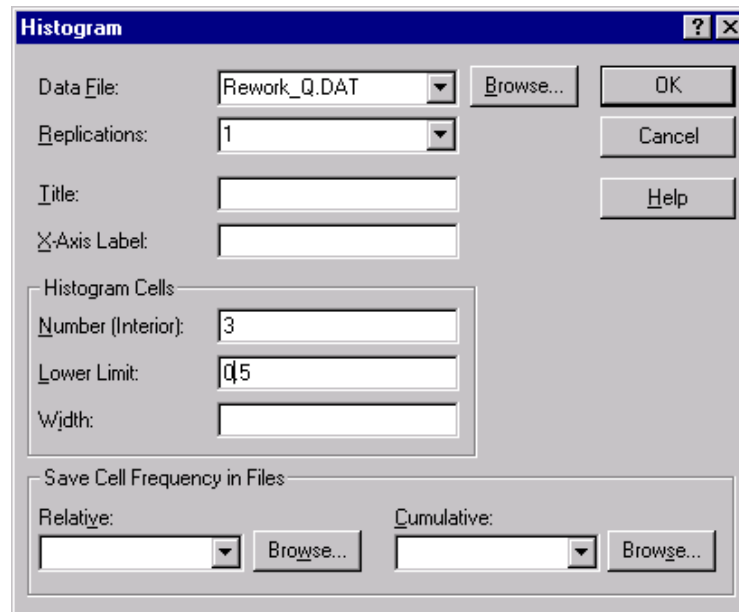 Histogram
Data File: Rework_Q.DAT Browse... OK
Replications: 1 Cancel
Title: Help
X-Axis Label:
Histogram Cells
Number (Interior): 3
Lower Limit: 0.5
Width:
Save Cell Frequency in Files
Relative: Cumulative:
Browse... Browse...